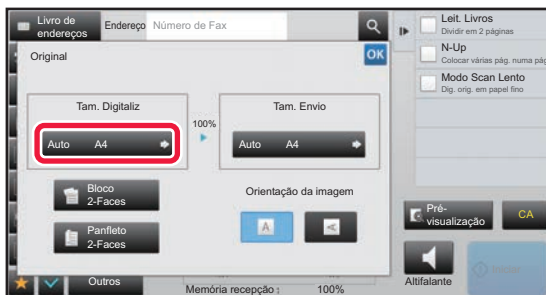 Livro de
endereços
Endereço
Número de Fax
Original
OK
Tam. Digitaliz
100%
Tam. Envio
Auto A4
Auto A4
Bloco
2-Faces
Panfleto
2-Faces
Orientação da imagem
A
A
Outros
Memória recepção :
100%
Leit. Livros
Dividir em 2 páginas
N-Up
Colocar várias pág. numa pág
Modo Scan Lento
Dig. orig. em papel fino
Pré-
visualização
CA
Altifalante